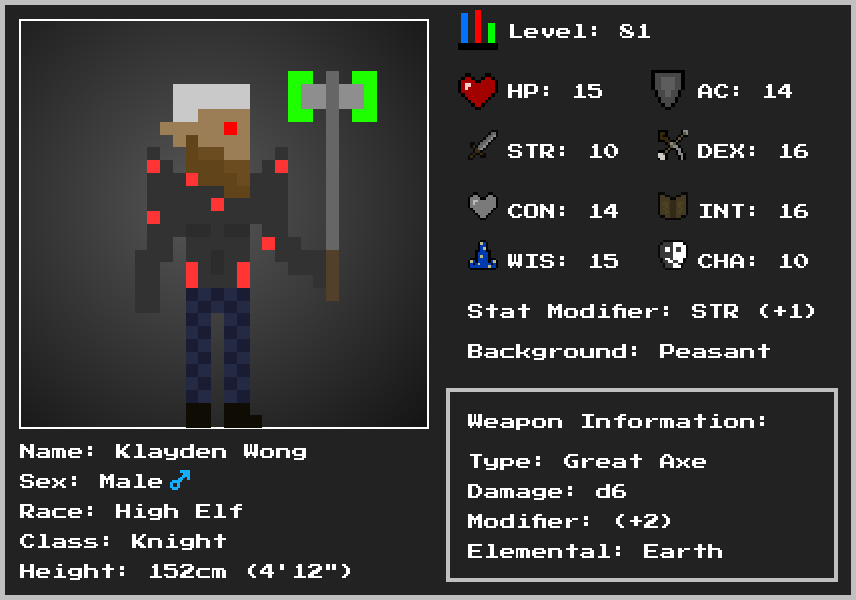 Level: 81
HP: 15 AC: 14
STR: 10 DEX: 16
CON: 14 INT: 16
WIS: 15 CHA: 10
Stat Modifier: STR (+1)
Background: Peasant
Weapon Information:
Type: Great Axe
Damage: d6
Modifier: (+2)
Elemental: Earth
Name: Klayden Wong
Sex: Male♂
Race: High Elf
Class: Knight
Height: 152cm (4'12")